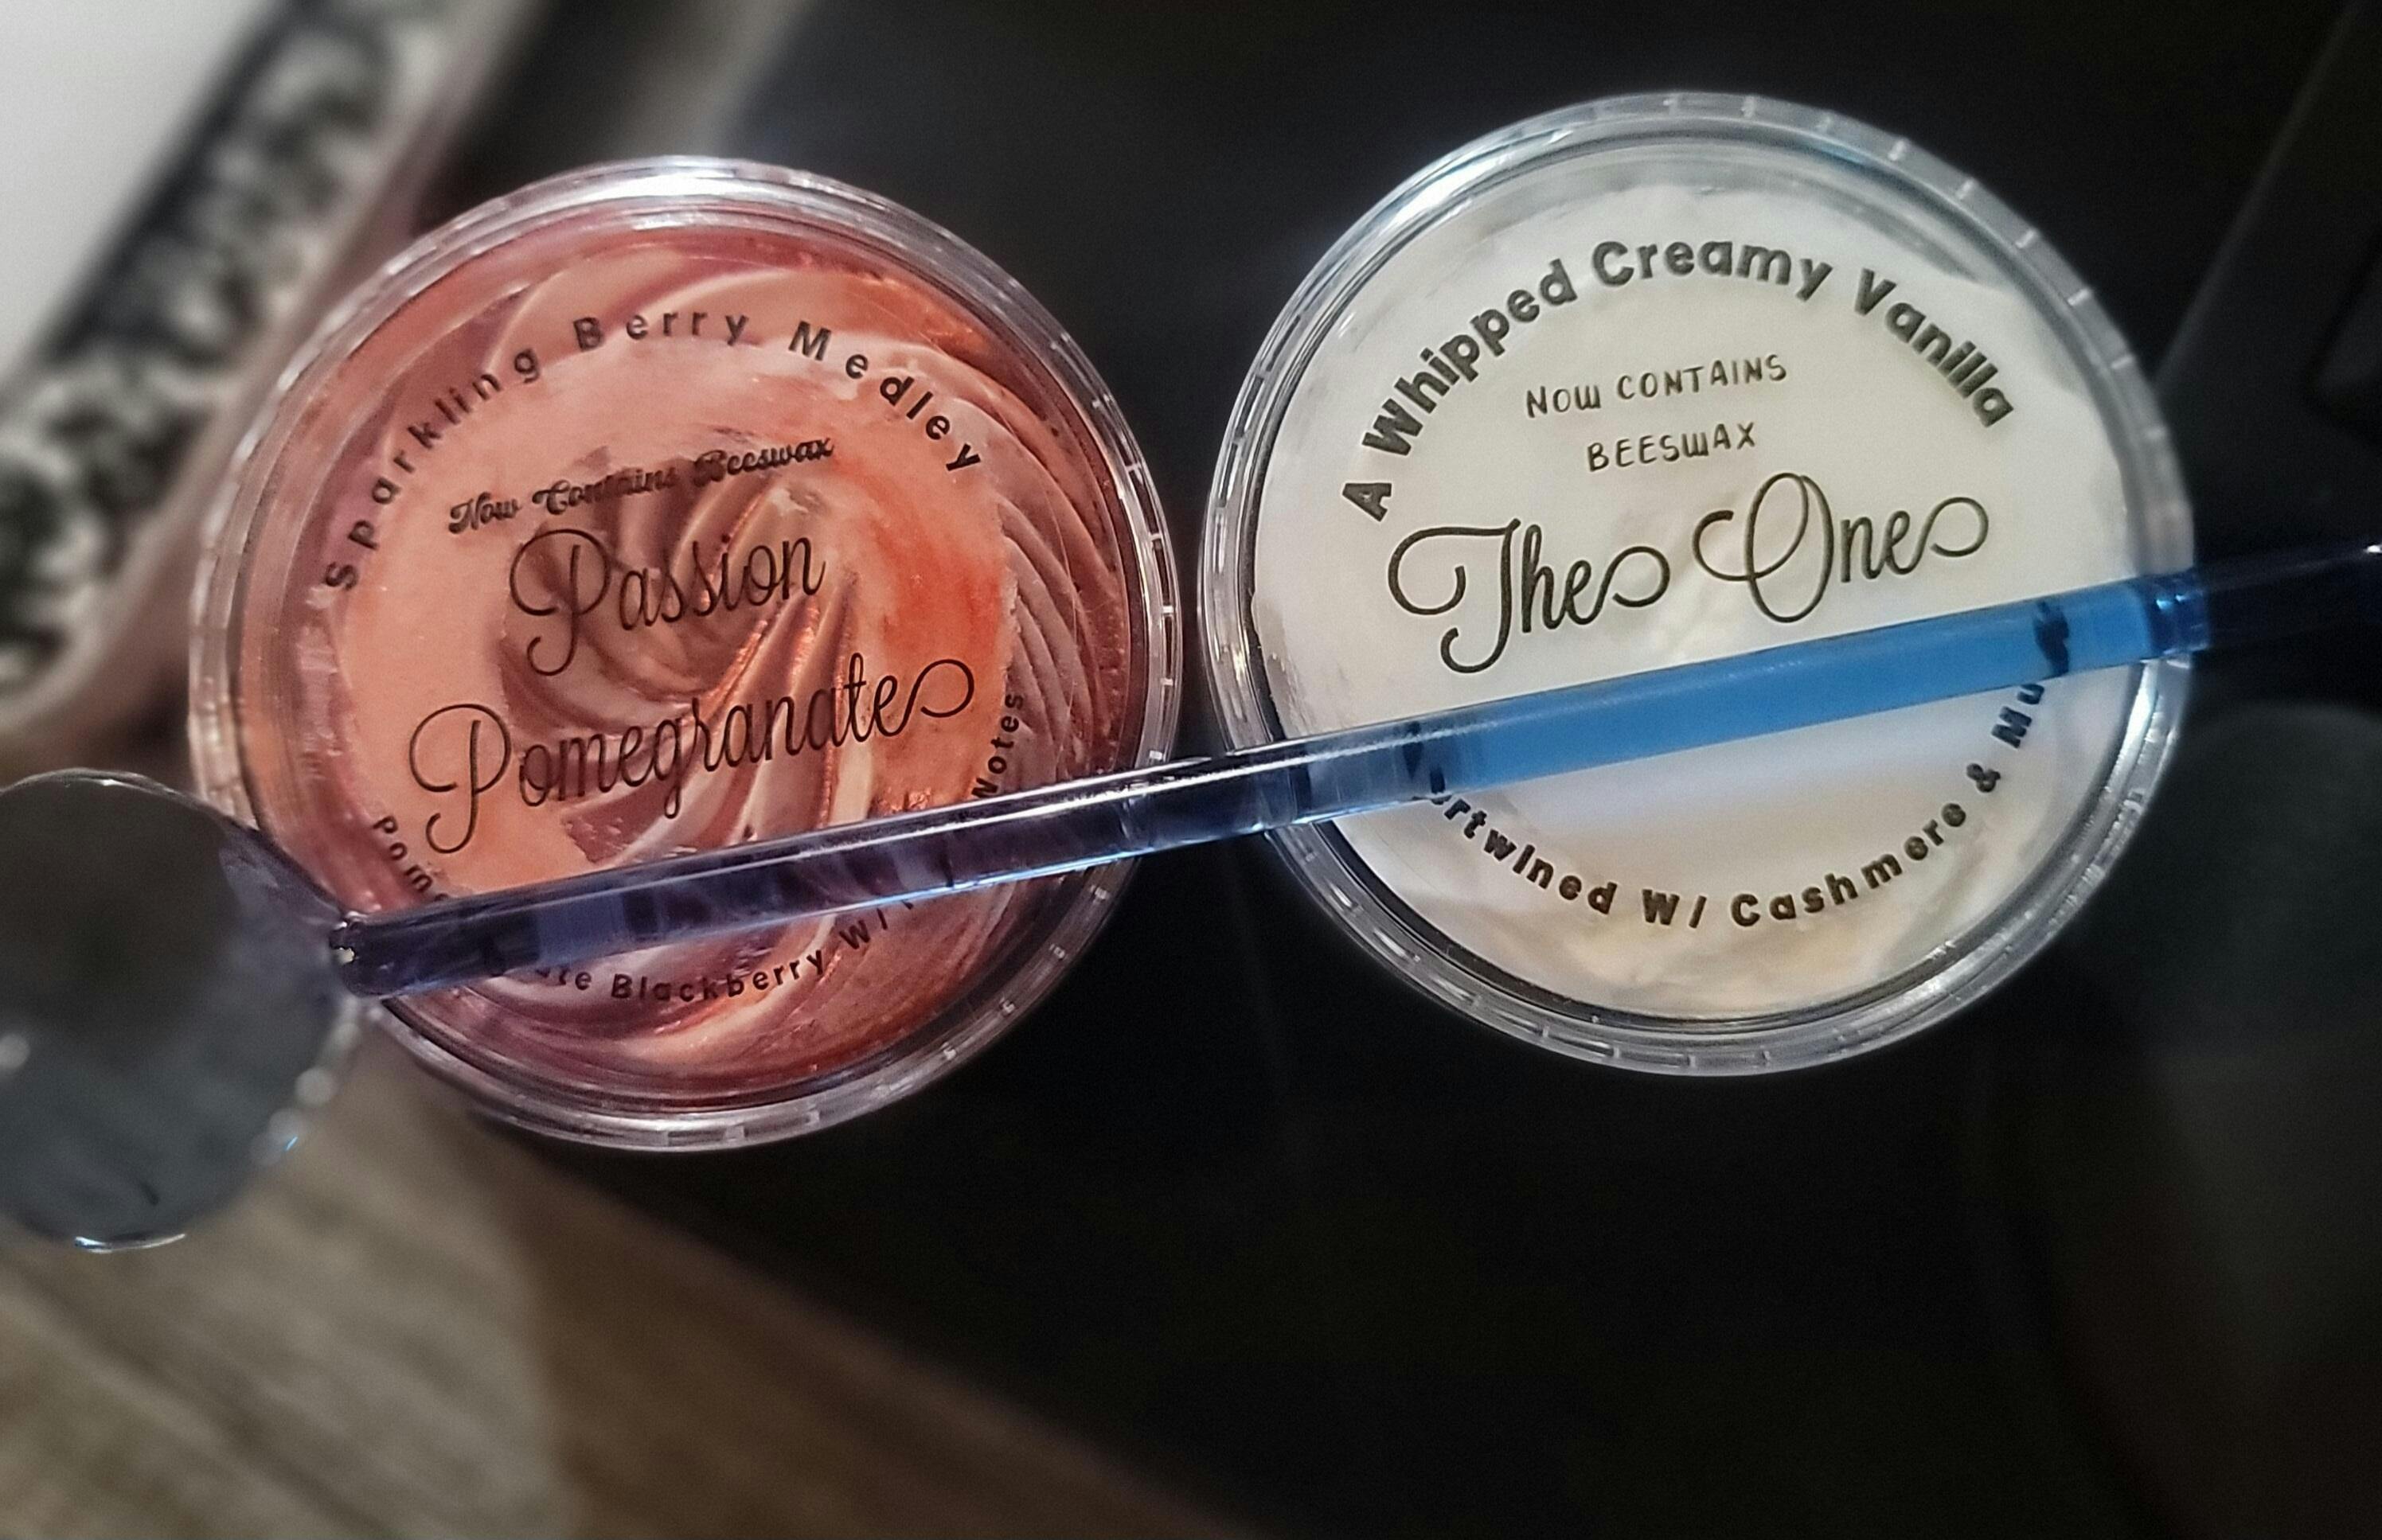 Sparkling Berry Medley
Now Contains Beeswax
Passion
Pomegranate
Blackberry W/
Notes
A Whipped Creamy Vanilla
NOW CONTAINS
BEESWAX
The One
W/ Cashmere &